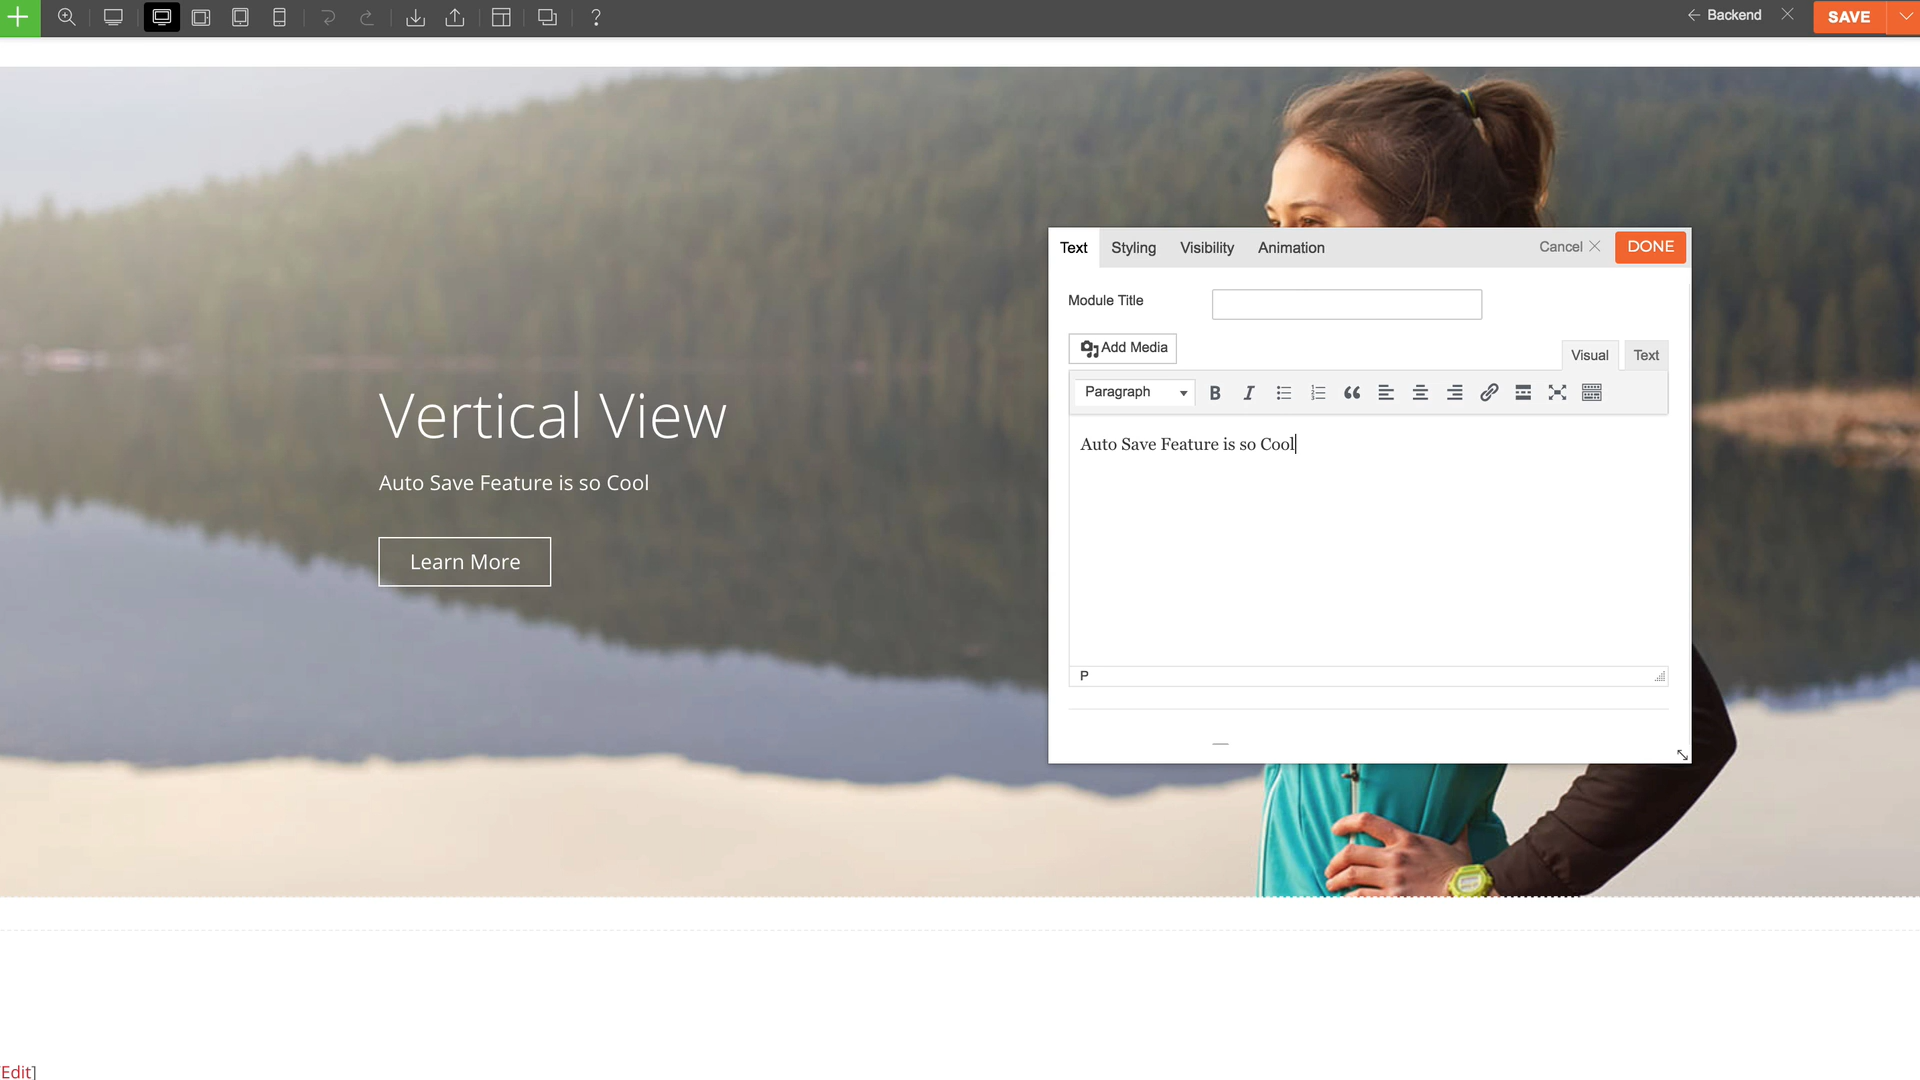 Backend
SAVE
Text Styling Visibility Animation Cancel DONE
Module Title
Add Media
Visual Text
Paragraph
Auto Save Feature is so Cool
P
Vertical View
Auto Save Feature is so Cool
Learn More
Edit]